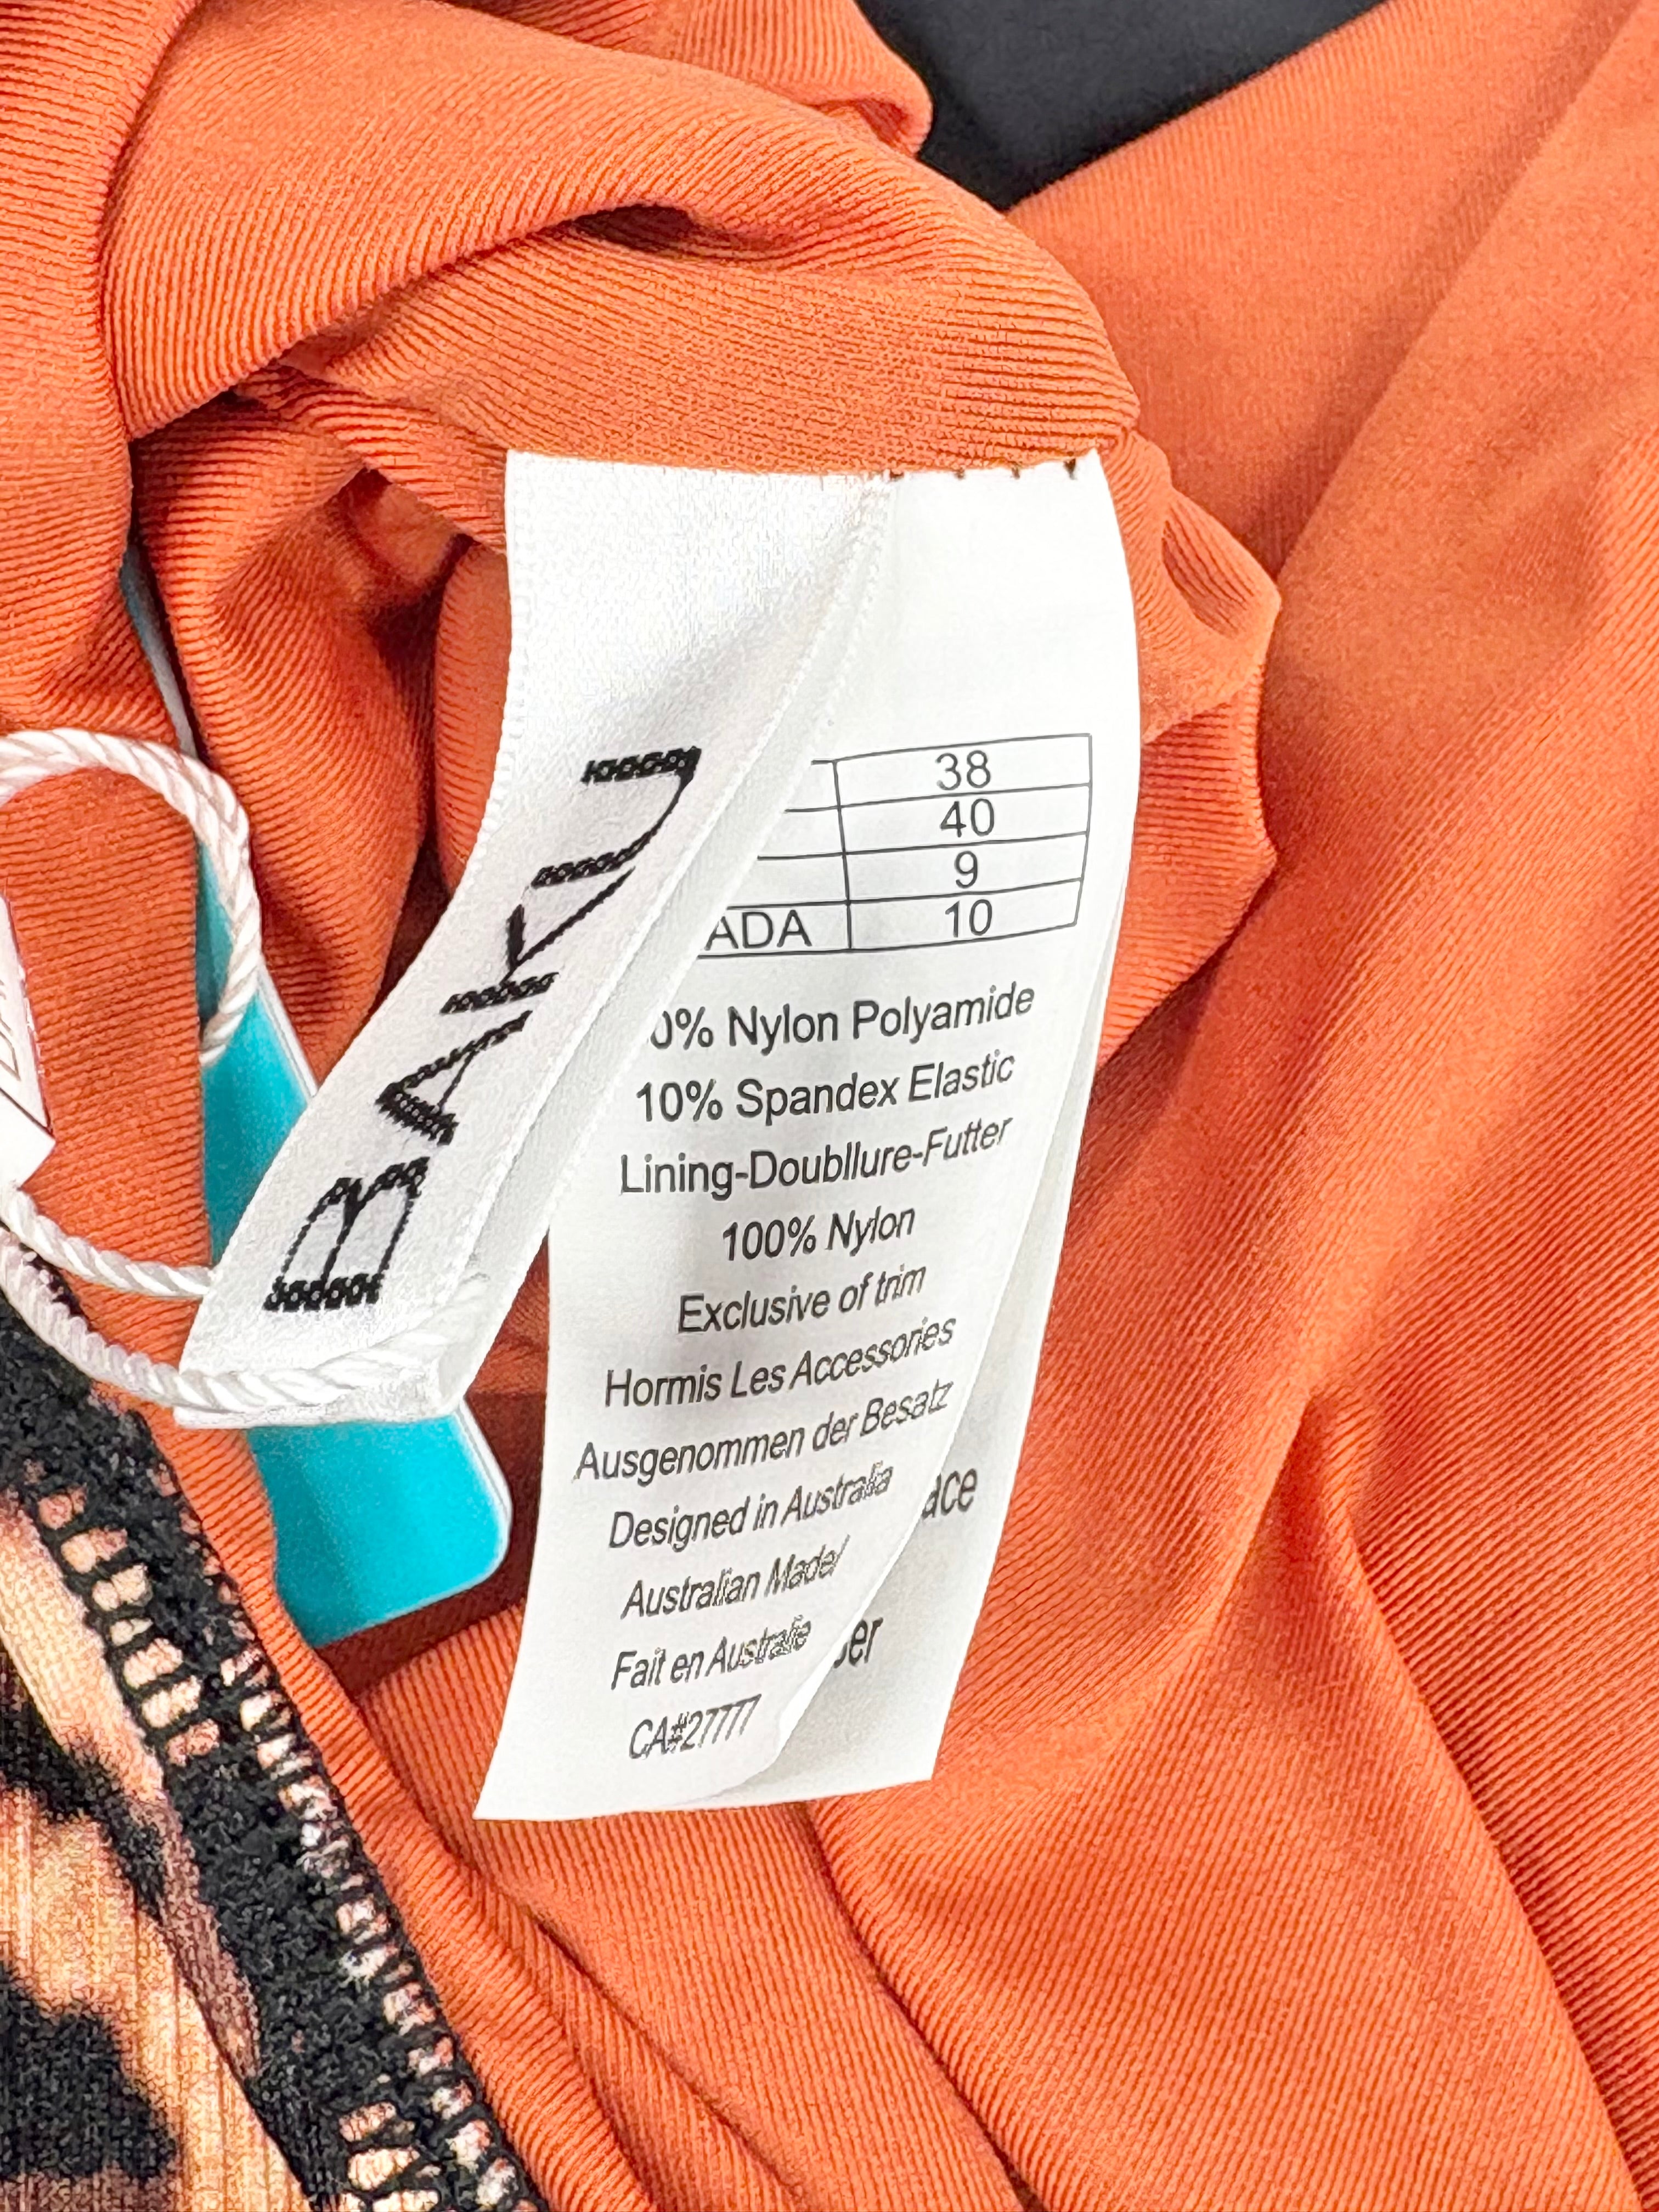 BAKU
38
40
9
ADA 10
0% Nylon Polyamide
10% Spandex Elastic
Lining-Doubllure-Futter
100% Nylon
Exclusive of trim
Hormis Les Accessories
Ausgenommen der Besatz
Designed in Australia
Australian Made/
Fait en Australie
CA#27777